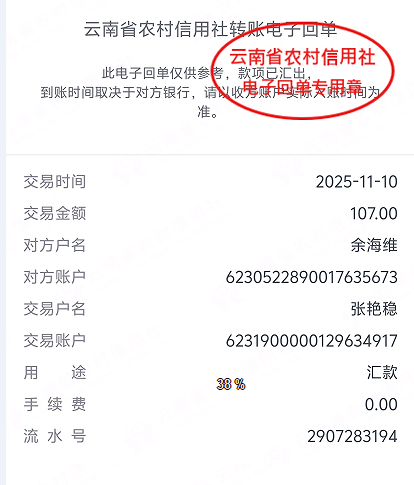 云南省农村信用社转账电子回单
云南省农村信用社
电子回单专用章
此电子回单仅供参考，款项已汇出，
到账时间取决于对方银行，请以收方账户实际入账时间为
准。
交易时间 2025-11-10
交易金额 107.00
对方户名 余海维
对方账户 6230522890017635673
交易户名 张艳稳
交易账户 6231900000129634917
用途 汇款
38 %
手续费 0.00
流水号 2907283194